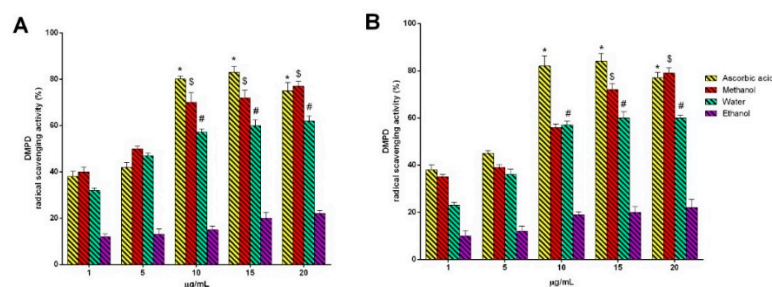 A
DMPD
radical scavenging activity (%)
100
80
60
40
20
0
* * *
$ $ $
# # #
1 5 10 15 20
µg/mL
B
DMPD
radical scavenging activity (%)
100
80
60
40
20
0
* * *
$ $
# # #
1 5 10 15 20
µg/mL
Ascorbic acid
Methanol
Water
Ethanol